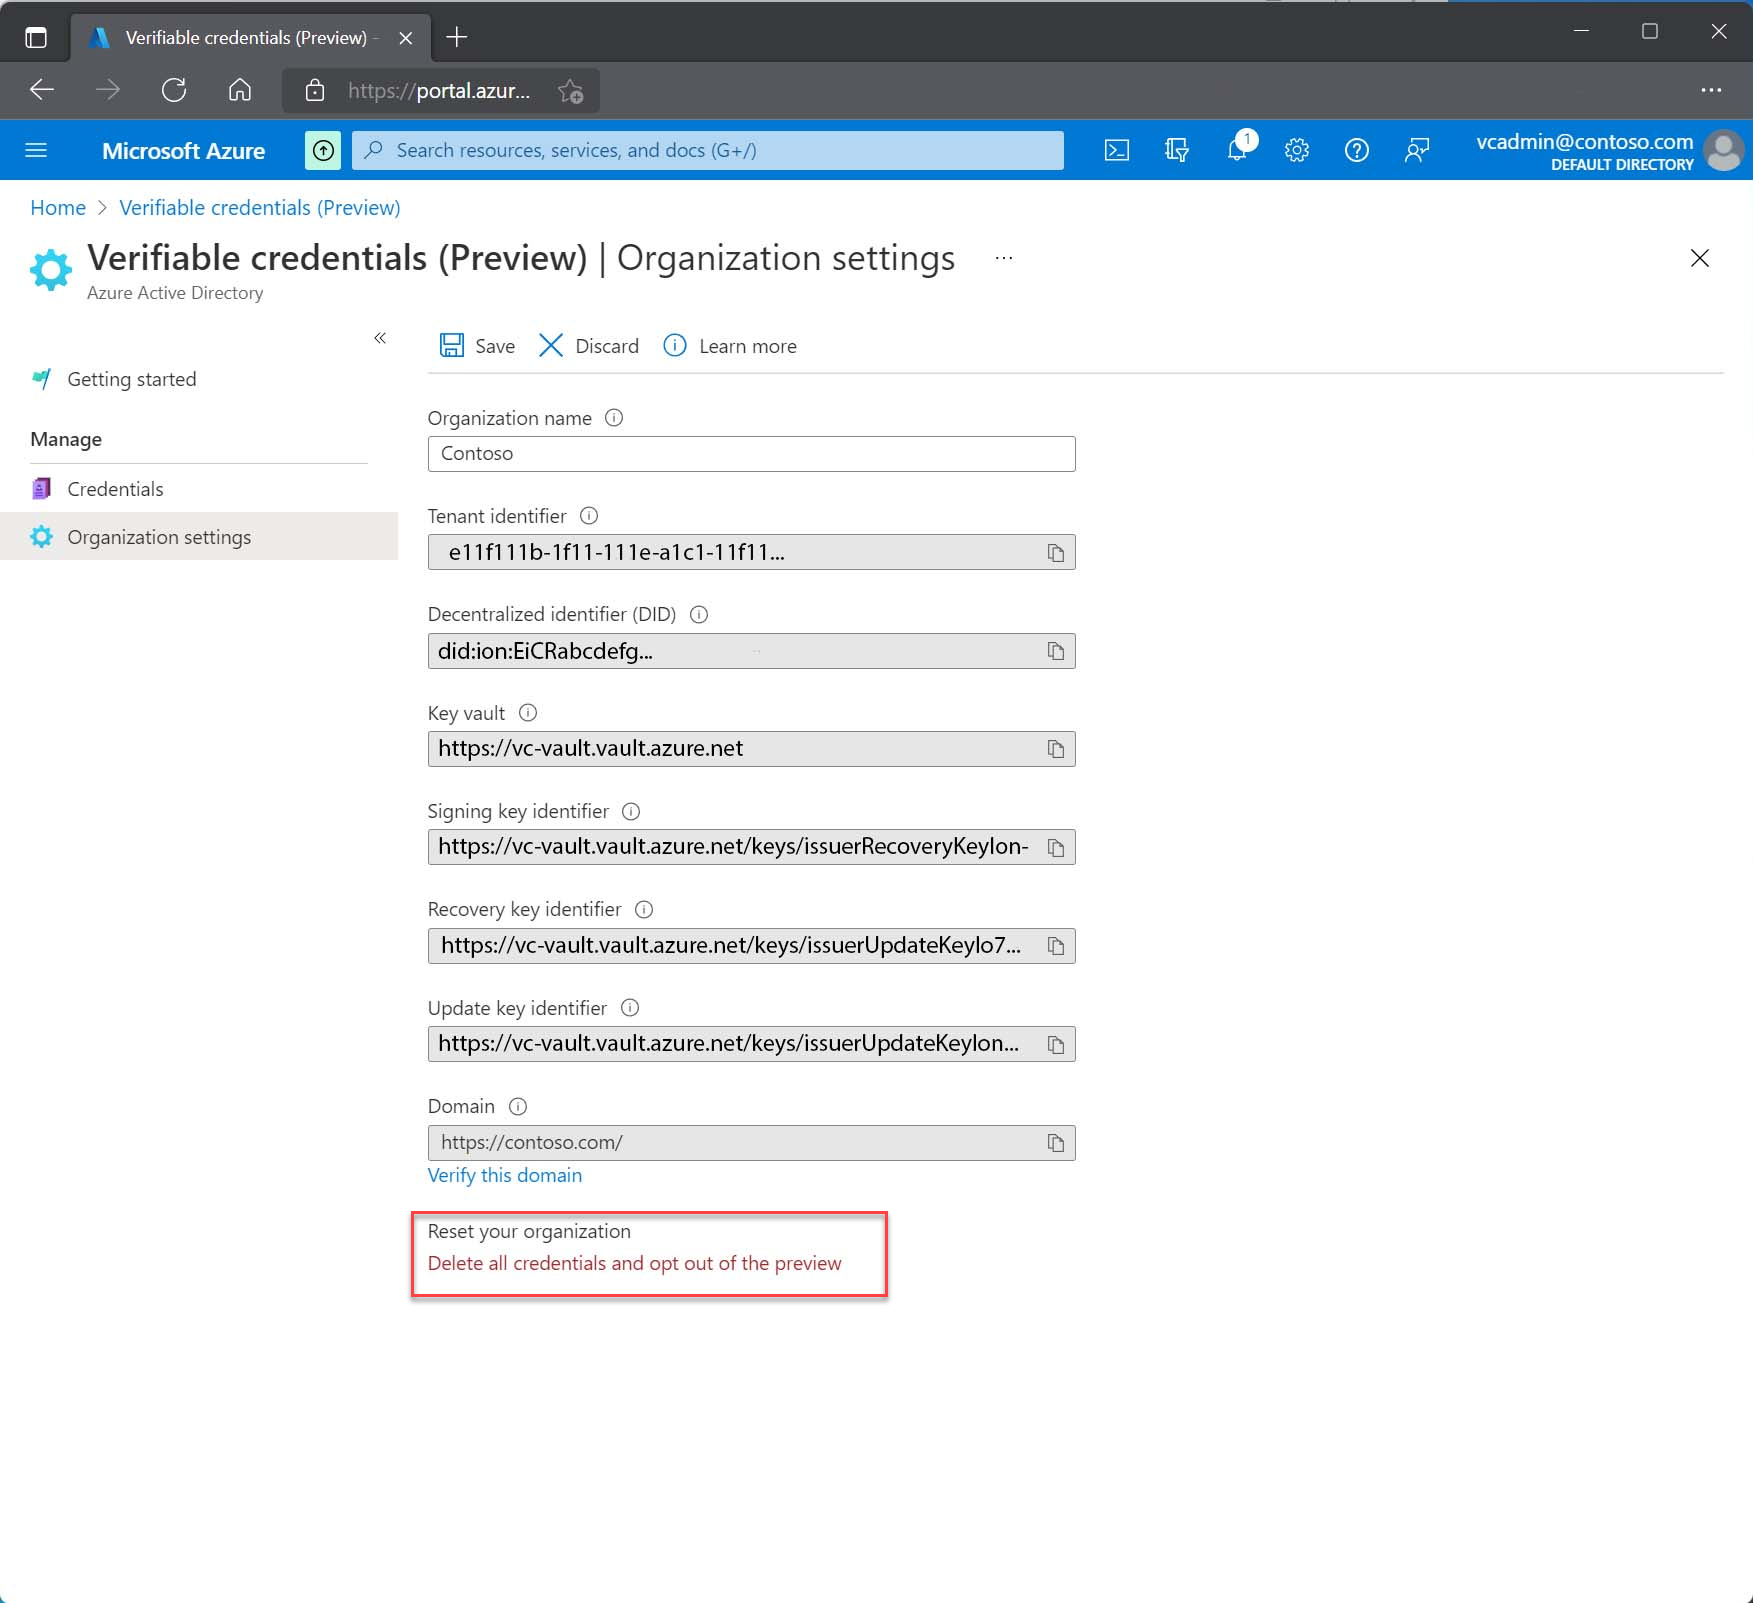 Verifiable credentials (Preview) -
https://portal.azur...
Microsoft Azure
Search resources, services, and docs (G+/)
1
vcadmin@contoso.com
DEFAULT DIRECTORY
Home > Verifiable credentials (Preview)
Verifiable credentials (Preview) | Organization settings ...
Azure Active Directory
Save Discard Learn more
Getting started
Manage
Credentials
Organization settings
Organization name
Contoso
Tenant identifier
e11f111b-1f11-111e-a1c1-11f11...
Decentralized identifier (DID)
did:ion:EiCRabcdefg...
Key vault
https://vc-vault.vault.azure.net
Signing key identifier
https://vc-vault.vault.azure.net/keys/issuerRecoveryKeyIon-
Recovery key identifier
https://vc-vault.vault.azure.net/keys/issuerUpdateKeyIo7...
Update key identifier
https://vc-vault.vault.azure.net/keys/issuerUpdateKeyIon...
Domain
https://contoso.com/
Verify this domain
Reset your organization
Delete all credentials and opt out of the preview